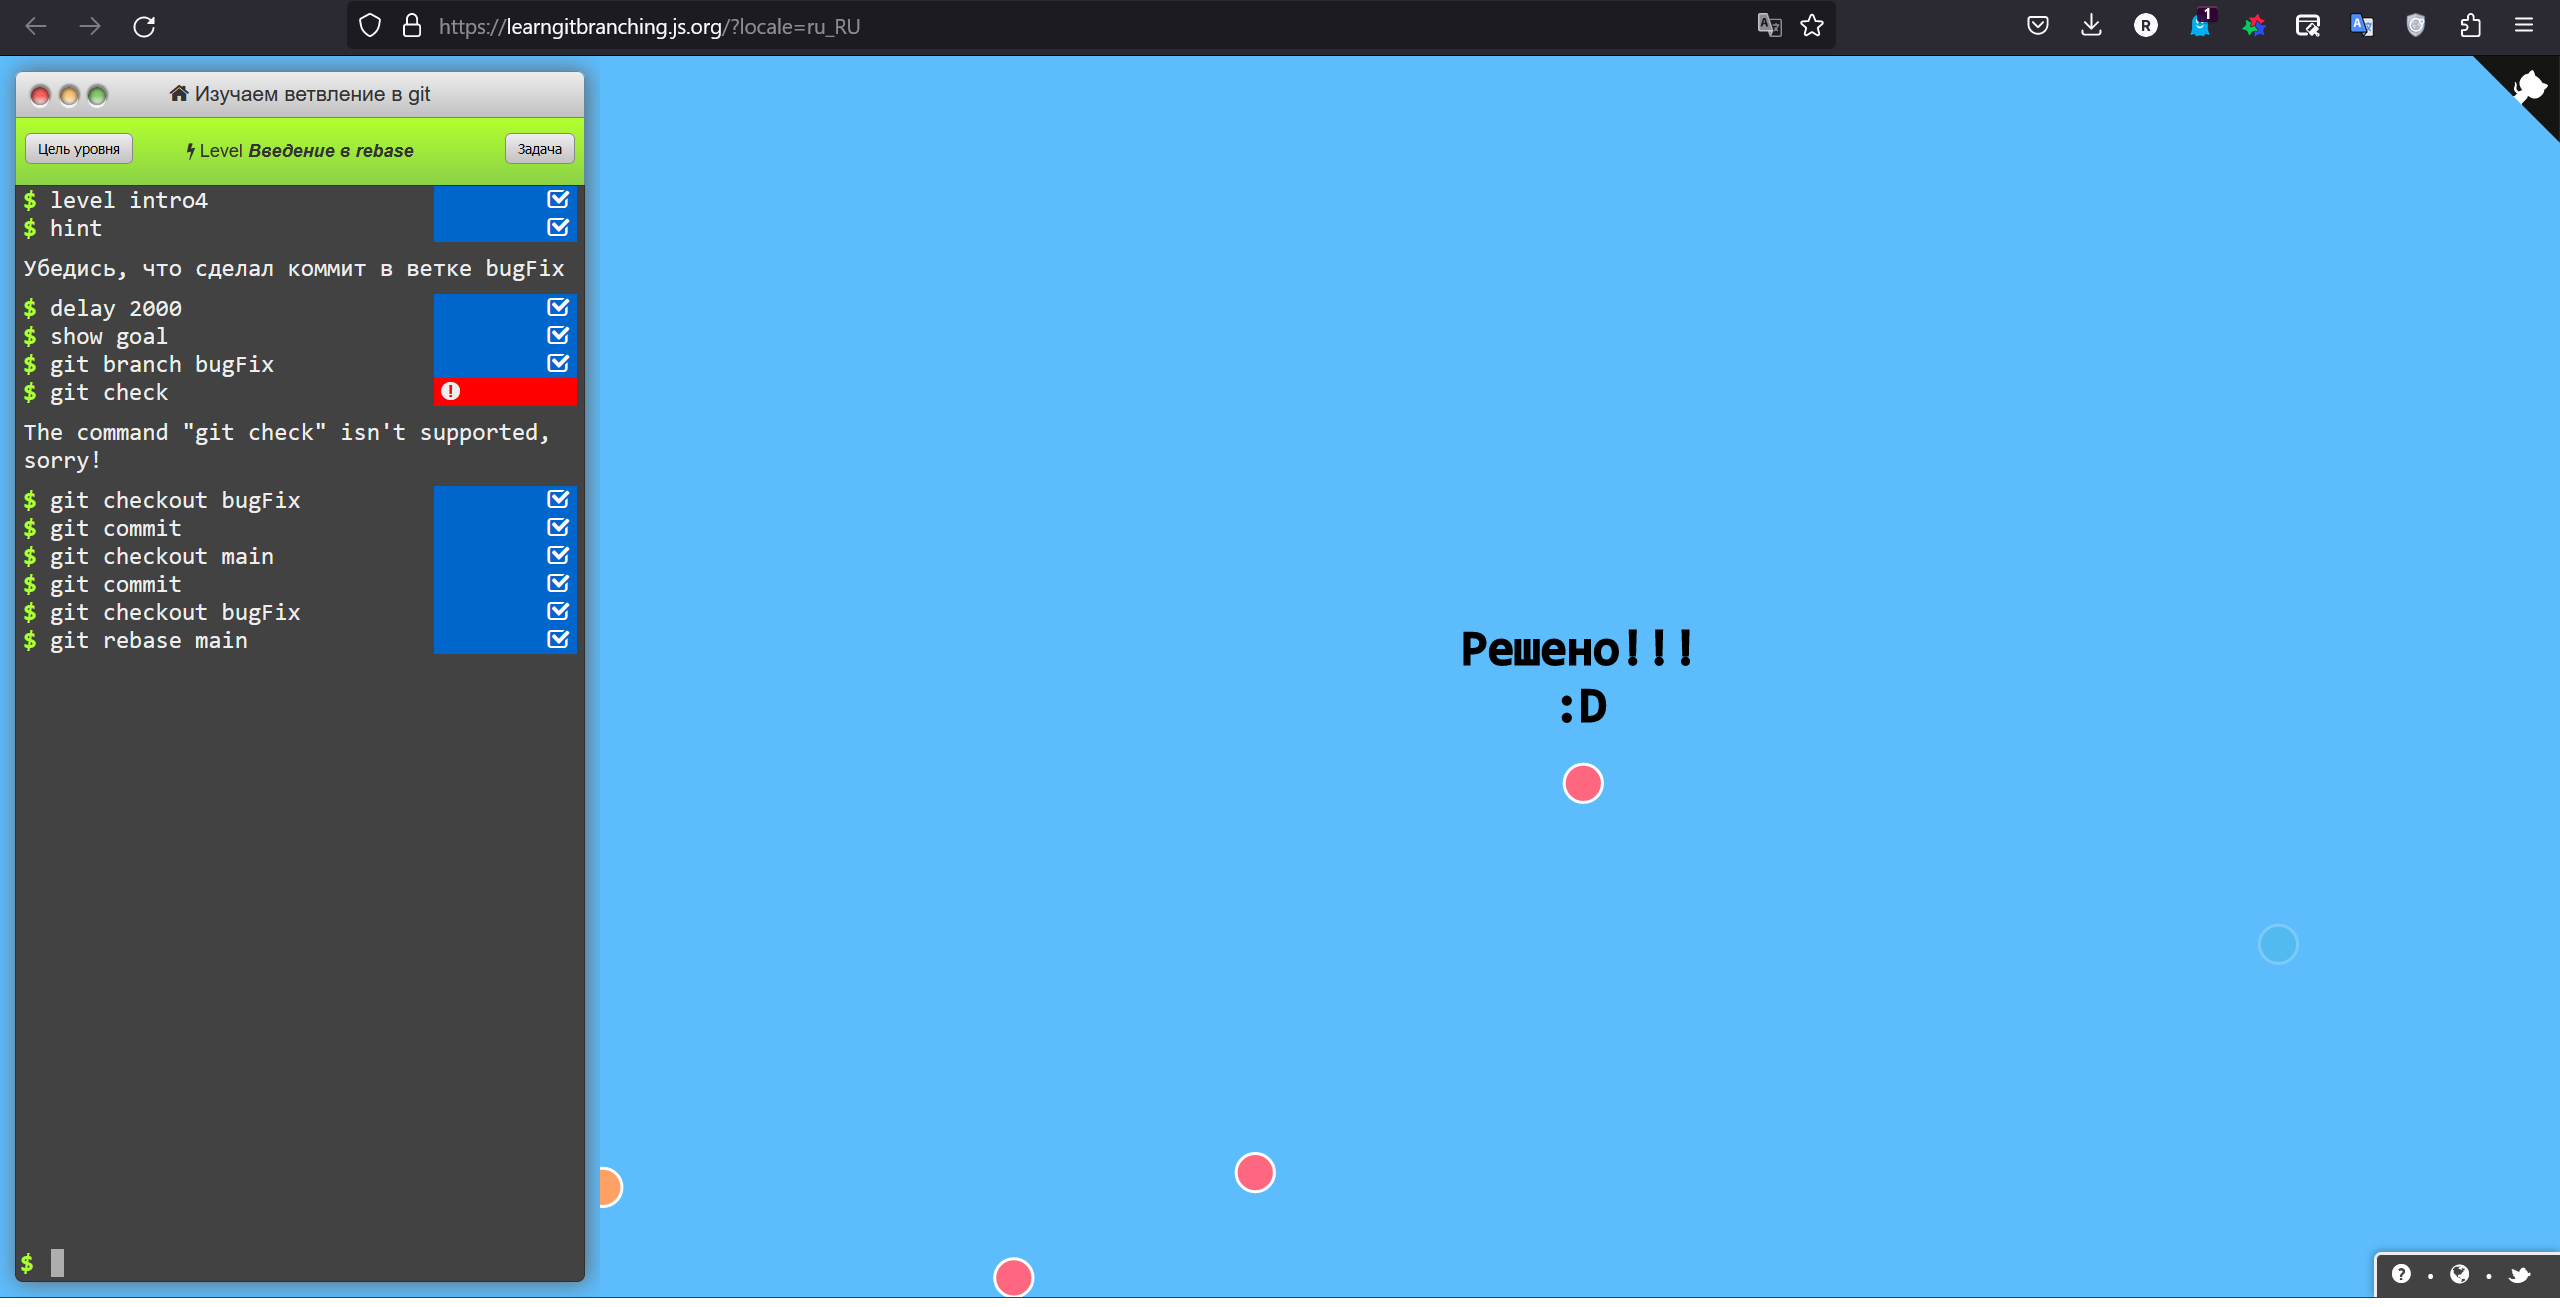 https://learngitbranching.js.org/?locale=ru_RU
R
1
Изучаем ветвление в git
Цель уровня
Level Введение в rebase
Задача
$ level intro4
$ hint
Убедись, что сделал коммит в ветке bugFix
$ delay 2000
$ show goal
$ git branch bugFix
$ git check
The command "git check" isn't supported,
sorry!
$ git checkout bugFix
$ git commit
$ git checkout main
$ git commit
$ git checkout bugFix
$ git rebase main
$
Решено!!!
:D